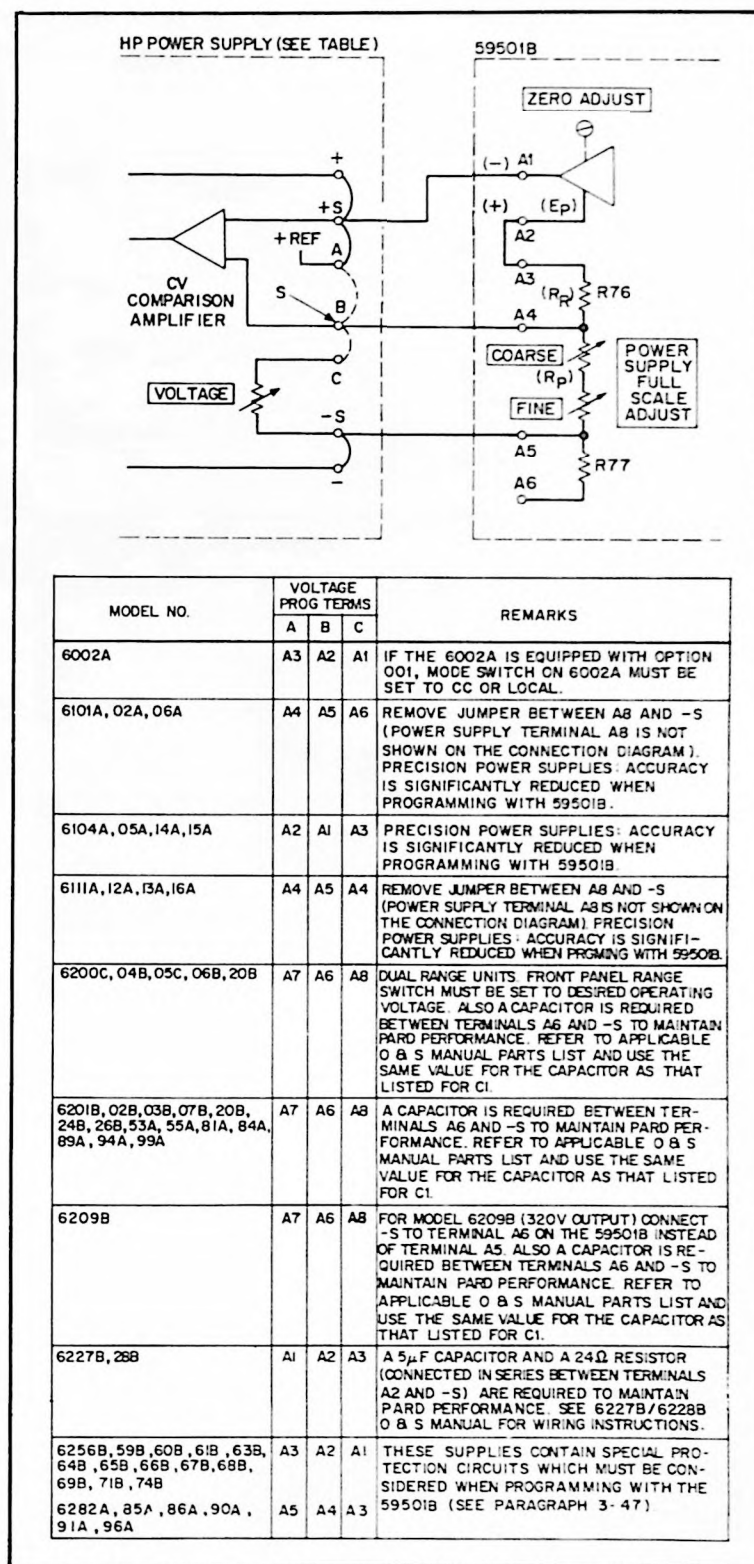 HP POWER SUPPLY (SEE TABLE)
59501B
ZERO ADJUST
+
(-) A1
+S
(+) (Ep)
A2
+ REF
A
A3
CV
COMPARISON
AMPLIFIER
S
B
(RR) R76
A4
COARSE
POWER
SUPPLY
FULL
SCALE
ADJUST
C
(Rp)
VOLTAGE
FINE
-S
A5
R77
-
A6
MODEL NO.
VOLTAGE
PROG TERMS
REMARKS
A B C
6002A
A3 A2 A1
IF THE 6002A IS EQUIPPED WITH OPTION
001, MODE SWITCH ON 6002A MUST BE
SET TO CC OR LOCAL.
6101A, 02A, 06A
A4 A5 A6
REMOVE JUMPER BETWEEN A8 AND -S
(POWER SUPPLY TERMINAL A8 IS NOT
SHOWN ON THE CONNECTION DIAGRAM).
PRECISION POWER SUPPLIES: ACCURACY
IS SIGNIFICANTLY REDUCED WHEN
PROGRAMMING WITH 59501B.
6104A, 05A, 14A, 15A
A2 A1 A3
PRECISION POWER SUPPLIES: ACCURACY
IS SIGNIFICANTLY REDUCED WHEN
PROGRAMMING WITH 59501B.
6111A, 12A, 13A, 16A
A4 A5 A4
REMOVE JUMPER BETWEEN A8 AND -S
(POWER SUPPLY TERMINAL A8 IS NOT SHOWN ON
THE CONNECTION DIAGRAM). PRECISION
POWER SUPPLIES: ACCURACY IS SIGNIFI-
CANTLY REDUCED WHEN PRGMING WITH 59501B.
6200C, 04B, 05C, 06B, 20B
A7 A6 A8
DUAL RANGE UNITS. FRONT PANEL RANGE
SWITCH MUST BE SET TO DESIRED OPERATING
VOLTAGE. ALSO A CAPACITOR IS REQUIRED
BETWEEN TERMINALS A6 AND -S TO MAINTAIN
PARD PERFORMANCE. REFER TO APPLICABLE
O & S MANUAL PARTS LIST AND USE THE
SAME VALUE FOR THE CAPACITOR AS THAT
LISTED FOR C1.
6201B, 02B, 03B, 07B, 20B,
24B, 26B, 53A, 55A, 81A, 84A,
89A, 94A, 99A
A7 A6 A8
A CAPACITOR IS REQUIRED BETWEEN TER-
MINALS A6 AND -S TO MAINTAIN PARD PER-
FORMANCE. REFER TO APPLICABLE O & S
MANUAL PARTS LIST AND USE THE SAME
VALUE FOR THE CAPACITOR AS THAT LISTED
FOR C1.
6209B
A7 A6 A8
FOR MODEL 6209B (320V OUTPUT) CONNECT
-S TO TERMINAL A6 ON THE 59501B INSTEAD
OF TERMINAL A5. ALSO A CAPACITOR IS RE-
QUIRED BETWEEN TERMINALS A6 AND -S TO
MAINTAIN PARD PERFORMANCE. REFER TO
APPLICABLE O & S MANUAL PARTS LIST AND
USE THE SAME VALUE FOR THE CAPACITOR AS
THAT LISTED FOR C1.
6227B, 28B
A1 A2 A3
A 5µF CAPACITOR AND A 24Ω RESISTOR
(CONNECTED IN SERIES BETWEEN TERMINALS
A2 AND -S) ARE REQUIRED TO MAINTAIN
PARD PERFORMANCE. SEE 6227B/6228B
O & S MANUAL FOR WIRING INSTRUCTIONS.
6256B, 59B, 60B, 61B, 63B,
64B, 65B, 66B, 67B, 68B,
69B, 71B, 74B
A3 A2 A1
THESE SUPPLIES CONTAIN SPECIAL PRO-
TECTION CIRCUITS WHICH MUST BE CON-
SIDERED WHEN PROGRAMMING WITH THE
59501B (SEE PARAGRAPH 3-47)
6282A, 85A, 86A, 90A,
91A, 96A
A5 A4 A3